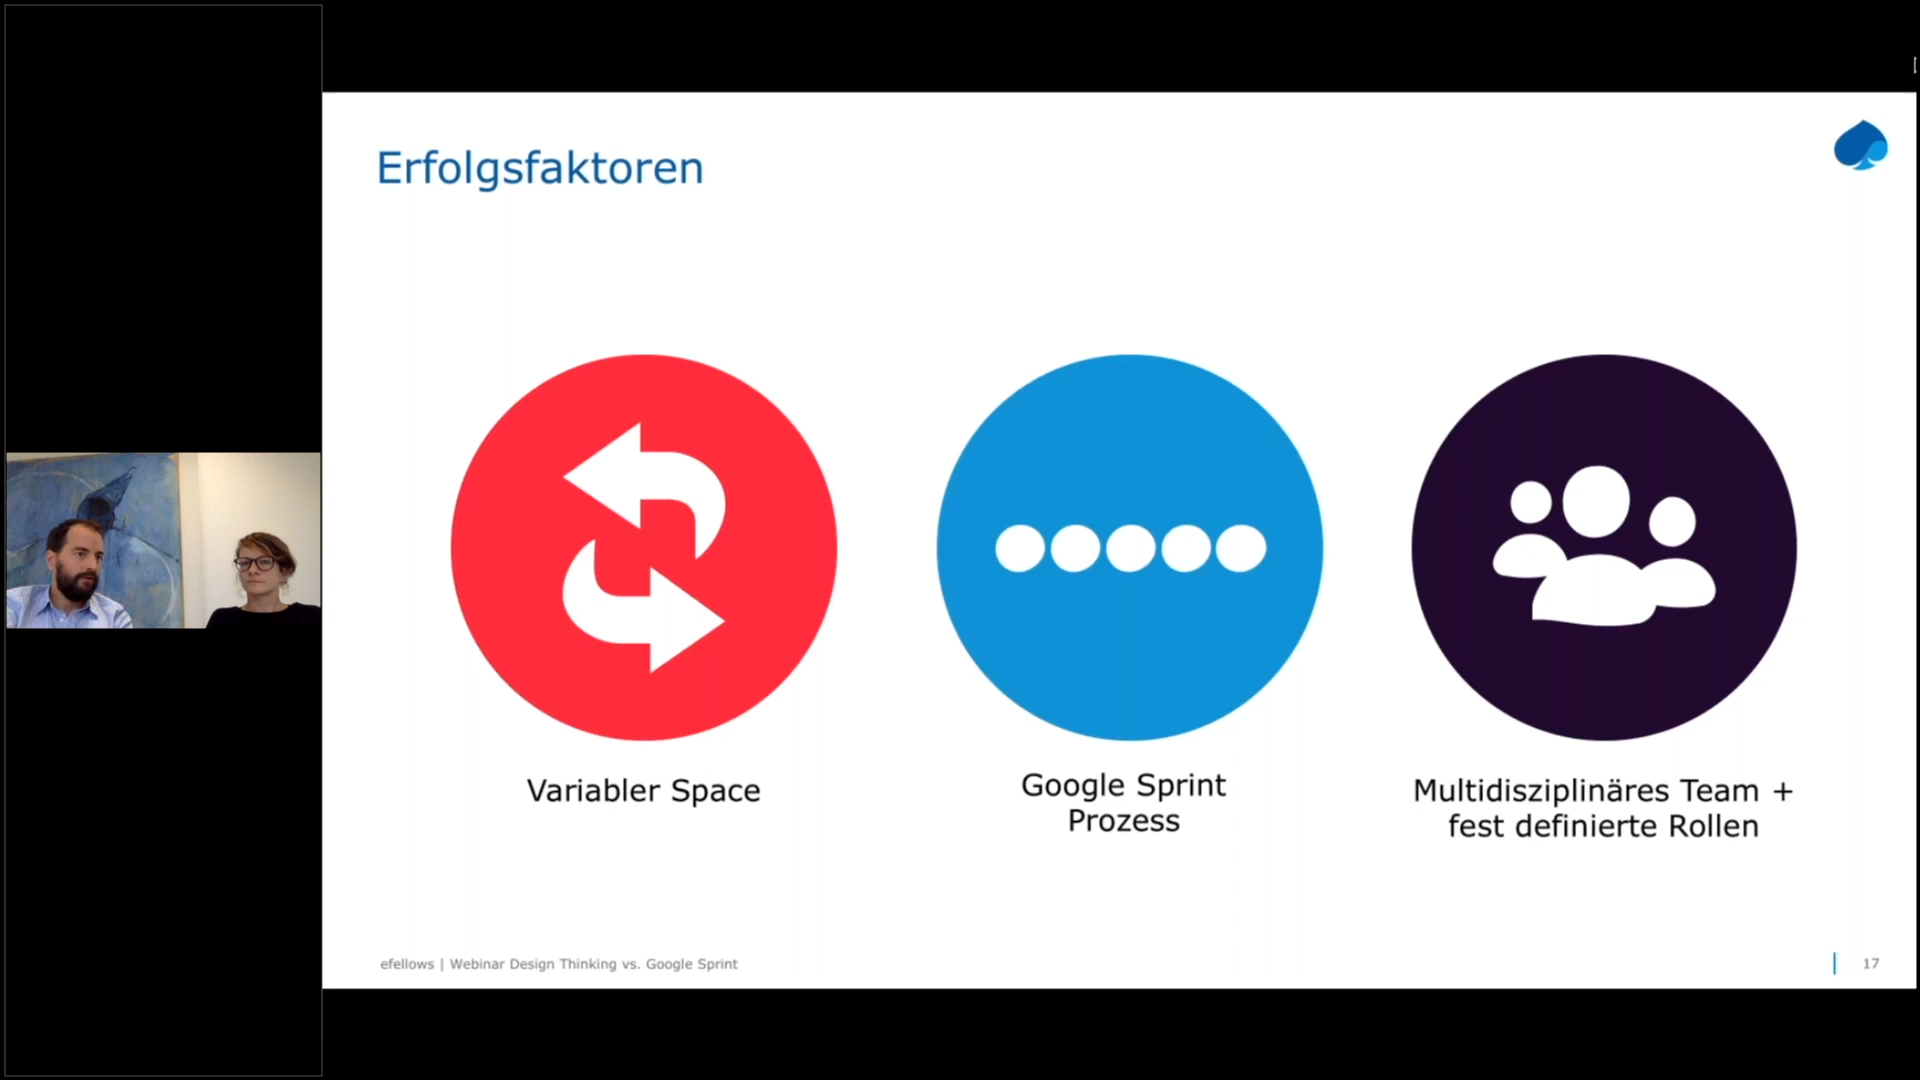 Erfolgsfaktoren
Variabler Space
Google Sprint
Prozess
Multidisziplinäres Team +
fest definierte Rollen
efellows | Webinar Design Thinking vs. Google Sprint
17